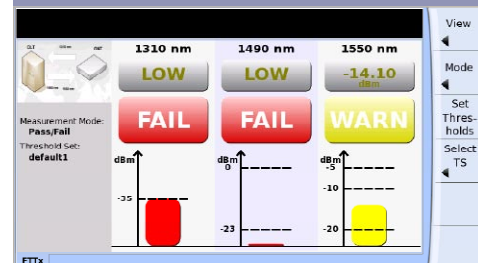 View
Mode
Set
Thres-
holds
Select
TS
OLT
ONT
1310 nm
1490 nm
1550 nm
LOW
LOW
-14.10
dBm
FAIL
FAIL
WARN
Measurement Mode:
Pass/Fail
Threshold Set:
default1
dBm
-35
dBm
0
-23
dBm
-5
-10
-20
FTTx